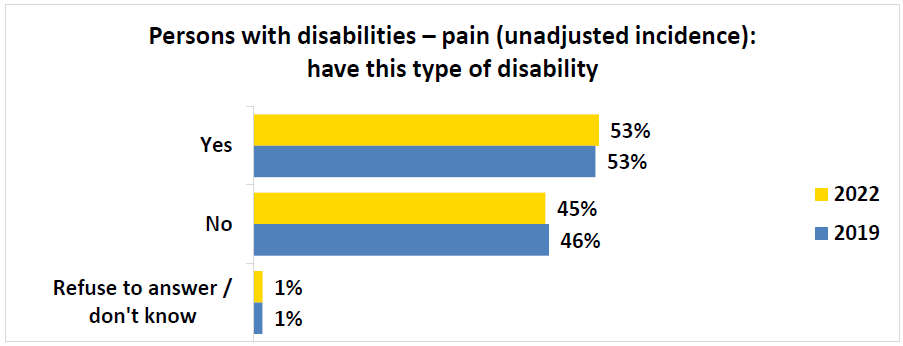 Persons with disabilities – pain (unadjusted incidence):
have this type of disability
Yes
53%
53%
No
45%
46%
Refuse to answer /
don't know
1%
1%
2022
2019